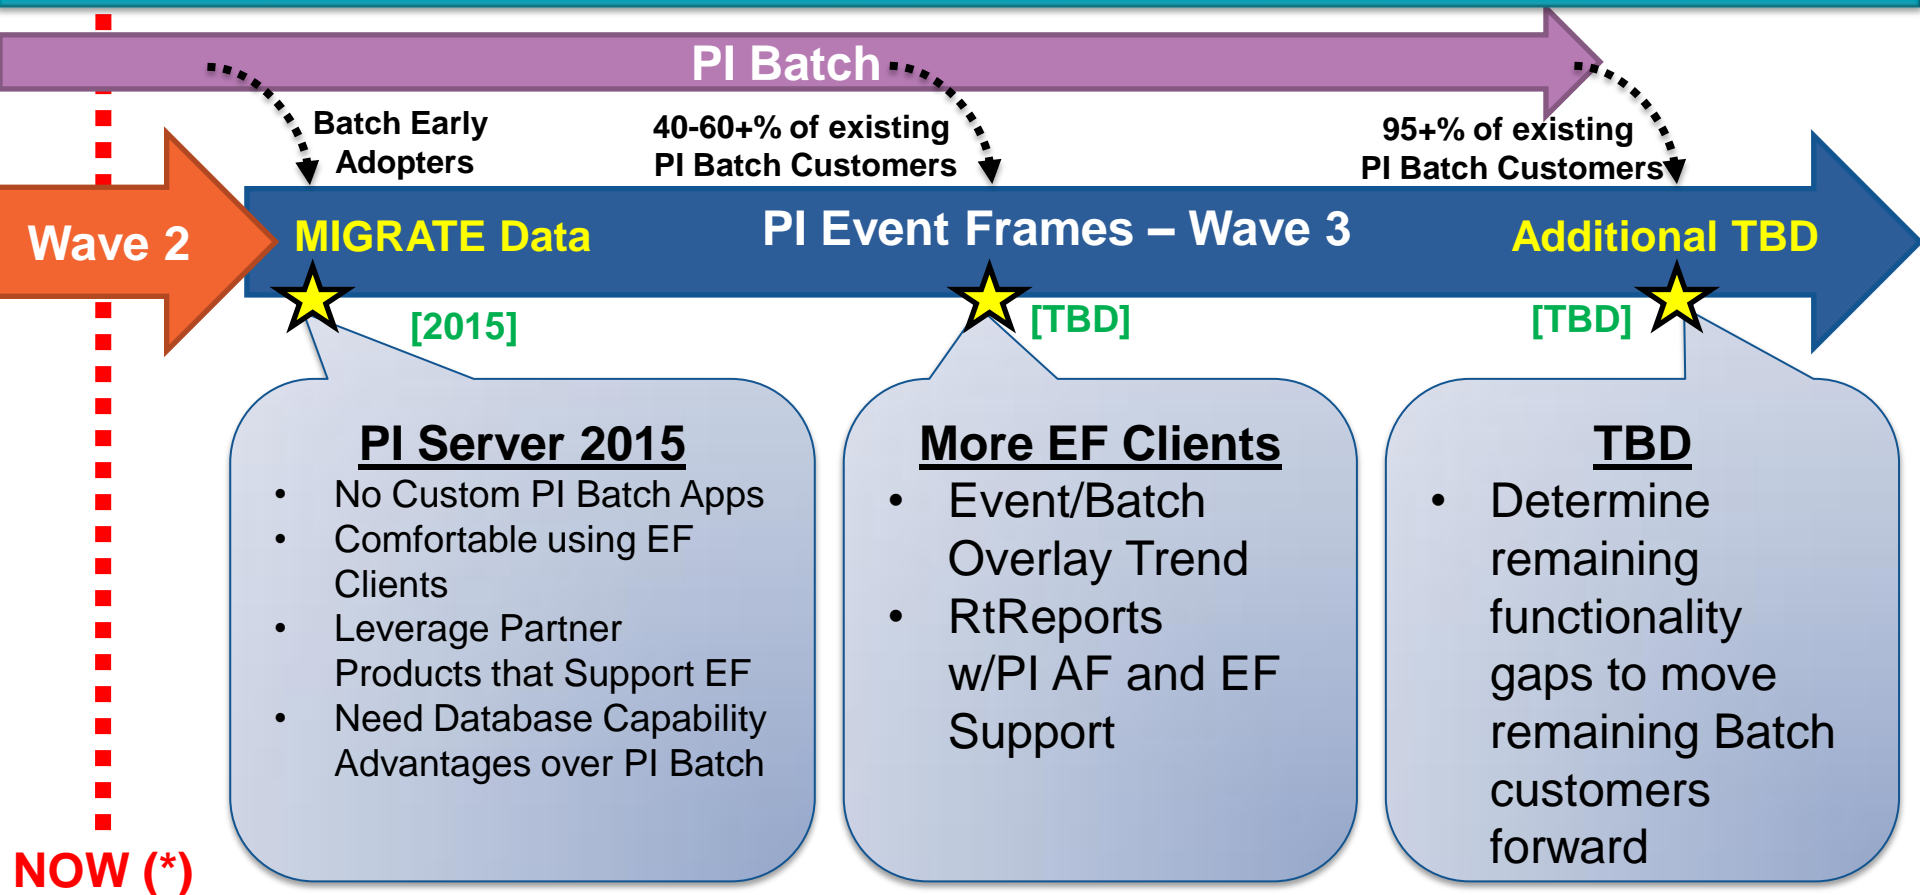 PI Batch
Batch Early
Adopters
40-60+% of existing
PI Batch Customers
95+% of existing
PI Batch Customers
Wave 2
MIGRATE Data
PI Event Frames – Wave 3
Additional TBD
[2015]
[TBD]
[TBD]
PI Server 2015
• No Custom PI Batch Apps
• Comfortable using EF
Clients
• Leverage Partner
Products that Support EF
• Need Database Capability
Advantages over PI Batch
More EF Clients
• Event/Batch
Overlay Trend
• RtReports
w/PI AF and EF
Support
TBD
• Determine
remaining
functionality
gaps to move
remaining Batch
customers
forward
NOW (*)